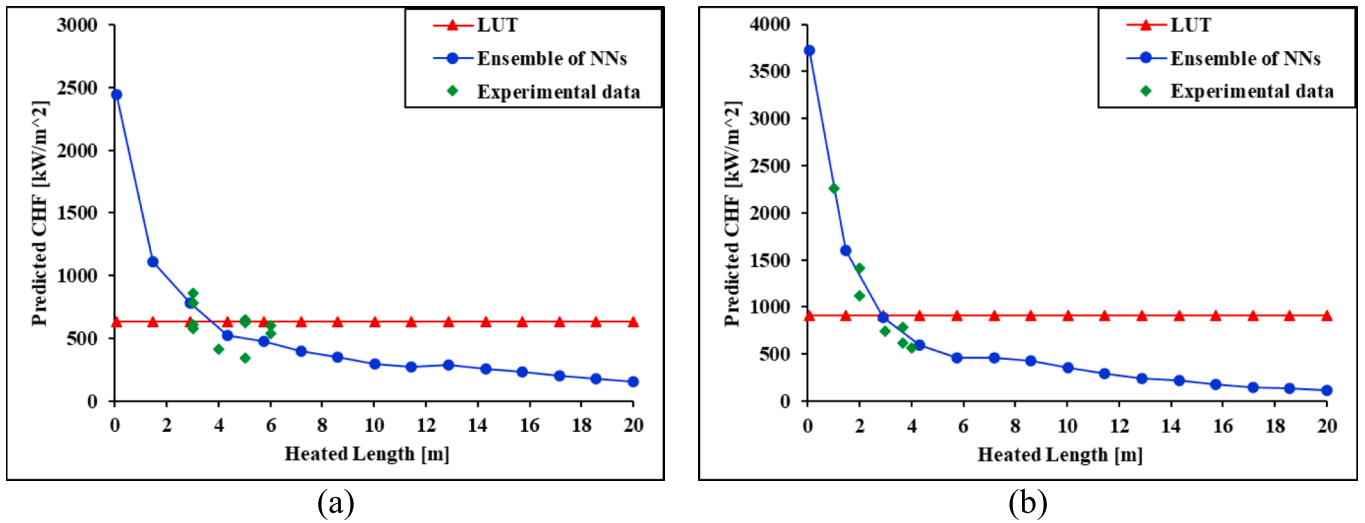 3000
2500
2000
1500
1000
500
0
Predicted CHF [kW/m^2]
0 2 4 6 8 10 12 14 16 18 20
Heated Length [m]
LUT
Ensemble of NNs
Experimental data
(a)
4000
3500
3000
2500
2000
1500
1000
500
0
Predicted CHF [kW/m^2]
0 2 4 6 8 10 12 14 16 18 20
Heated Length [m]
LUT
Ensemble of NNs
Experimental data
(b)